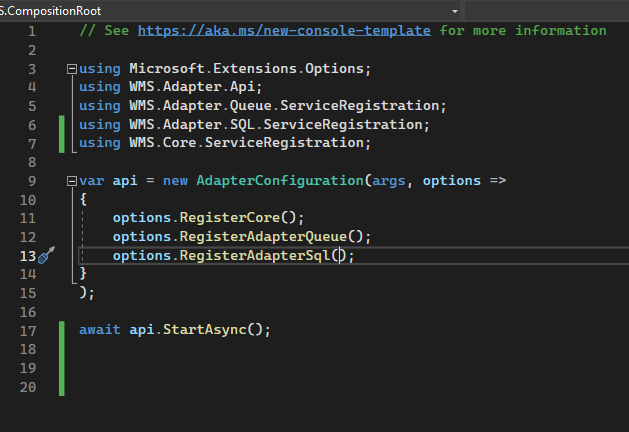 S.CompositionRoot
1 // See https://aka.ms/new-console-template for more information
2
3 using Microsoft.Extensions.Options;
4 using WMS.Adapter.Api;
5 using WMS.Adapter.Queue.ServiceRegistration;
6 using WMS.Adapter.SQL.ServiceRegistration;
7 using WMS.Core.ServiceRegistration;
8
9 var api = new AdapterConfiguration(args, options =>
10 {
11 options.RegisterCore();
12 options.RegisterAdapterQueue();
13 options.RegisterAdapterSql();
14 }
15 );
16
17 await api.StartAsync();
18
19
20